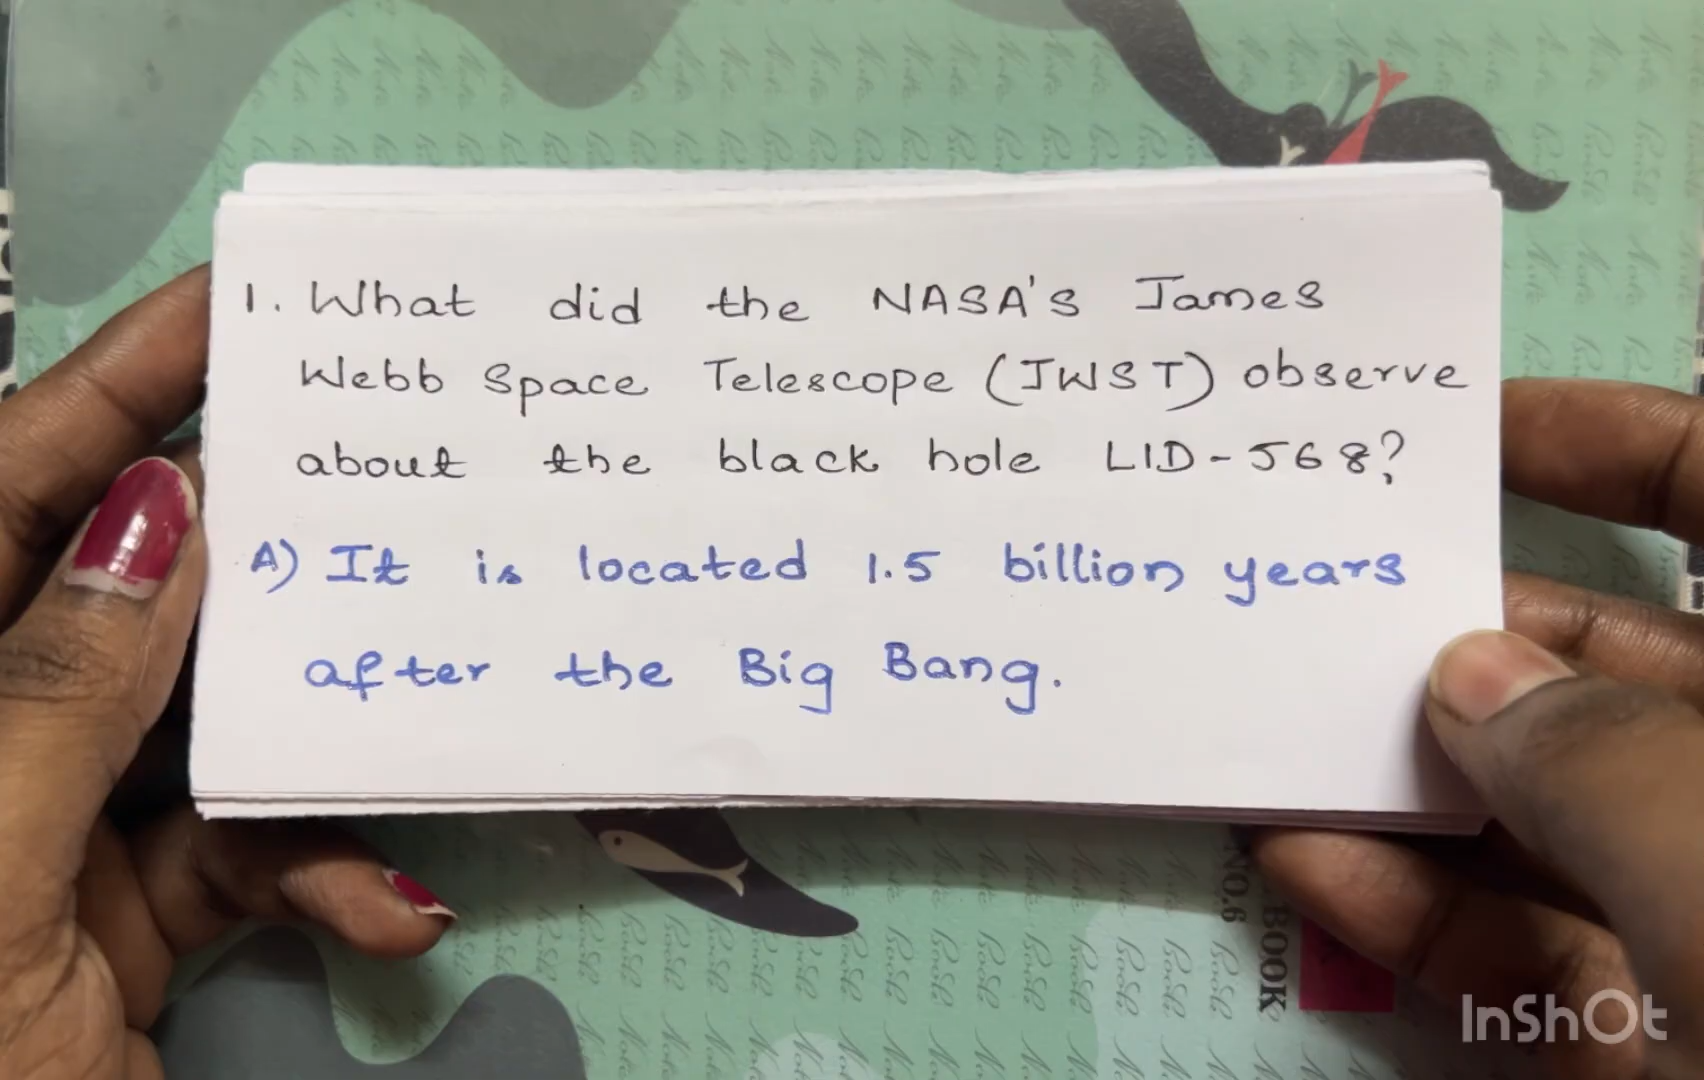 1. What did the NASA's James
Webb Space Telescope (JWST) observe
about the black hole LID-568?
A) It is located 1.5 billion years
after the Big Bang.
NO.6
BOOK
InShOt